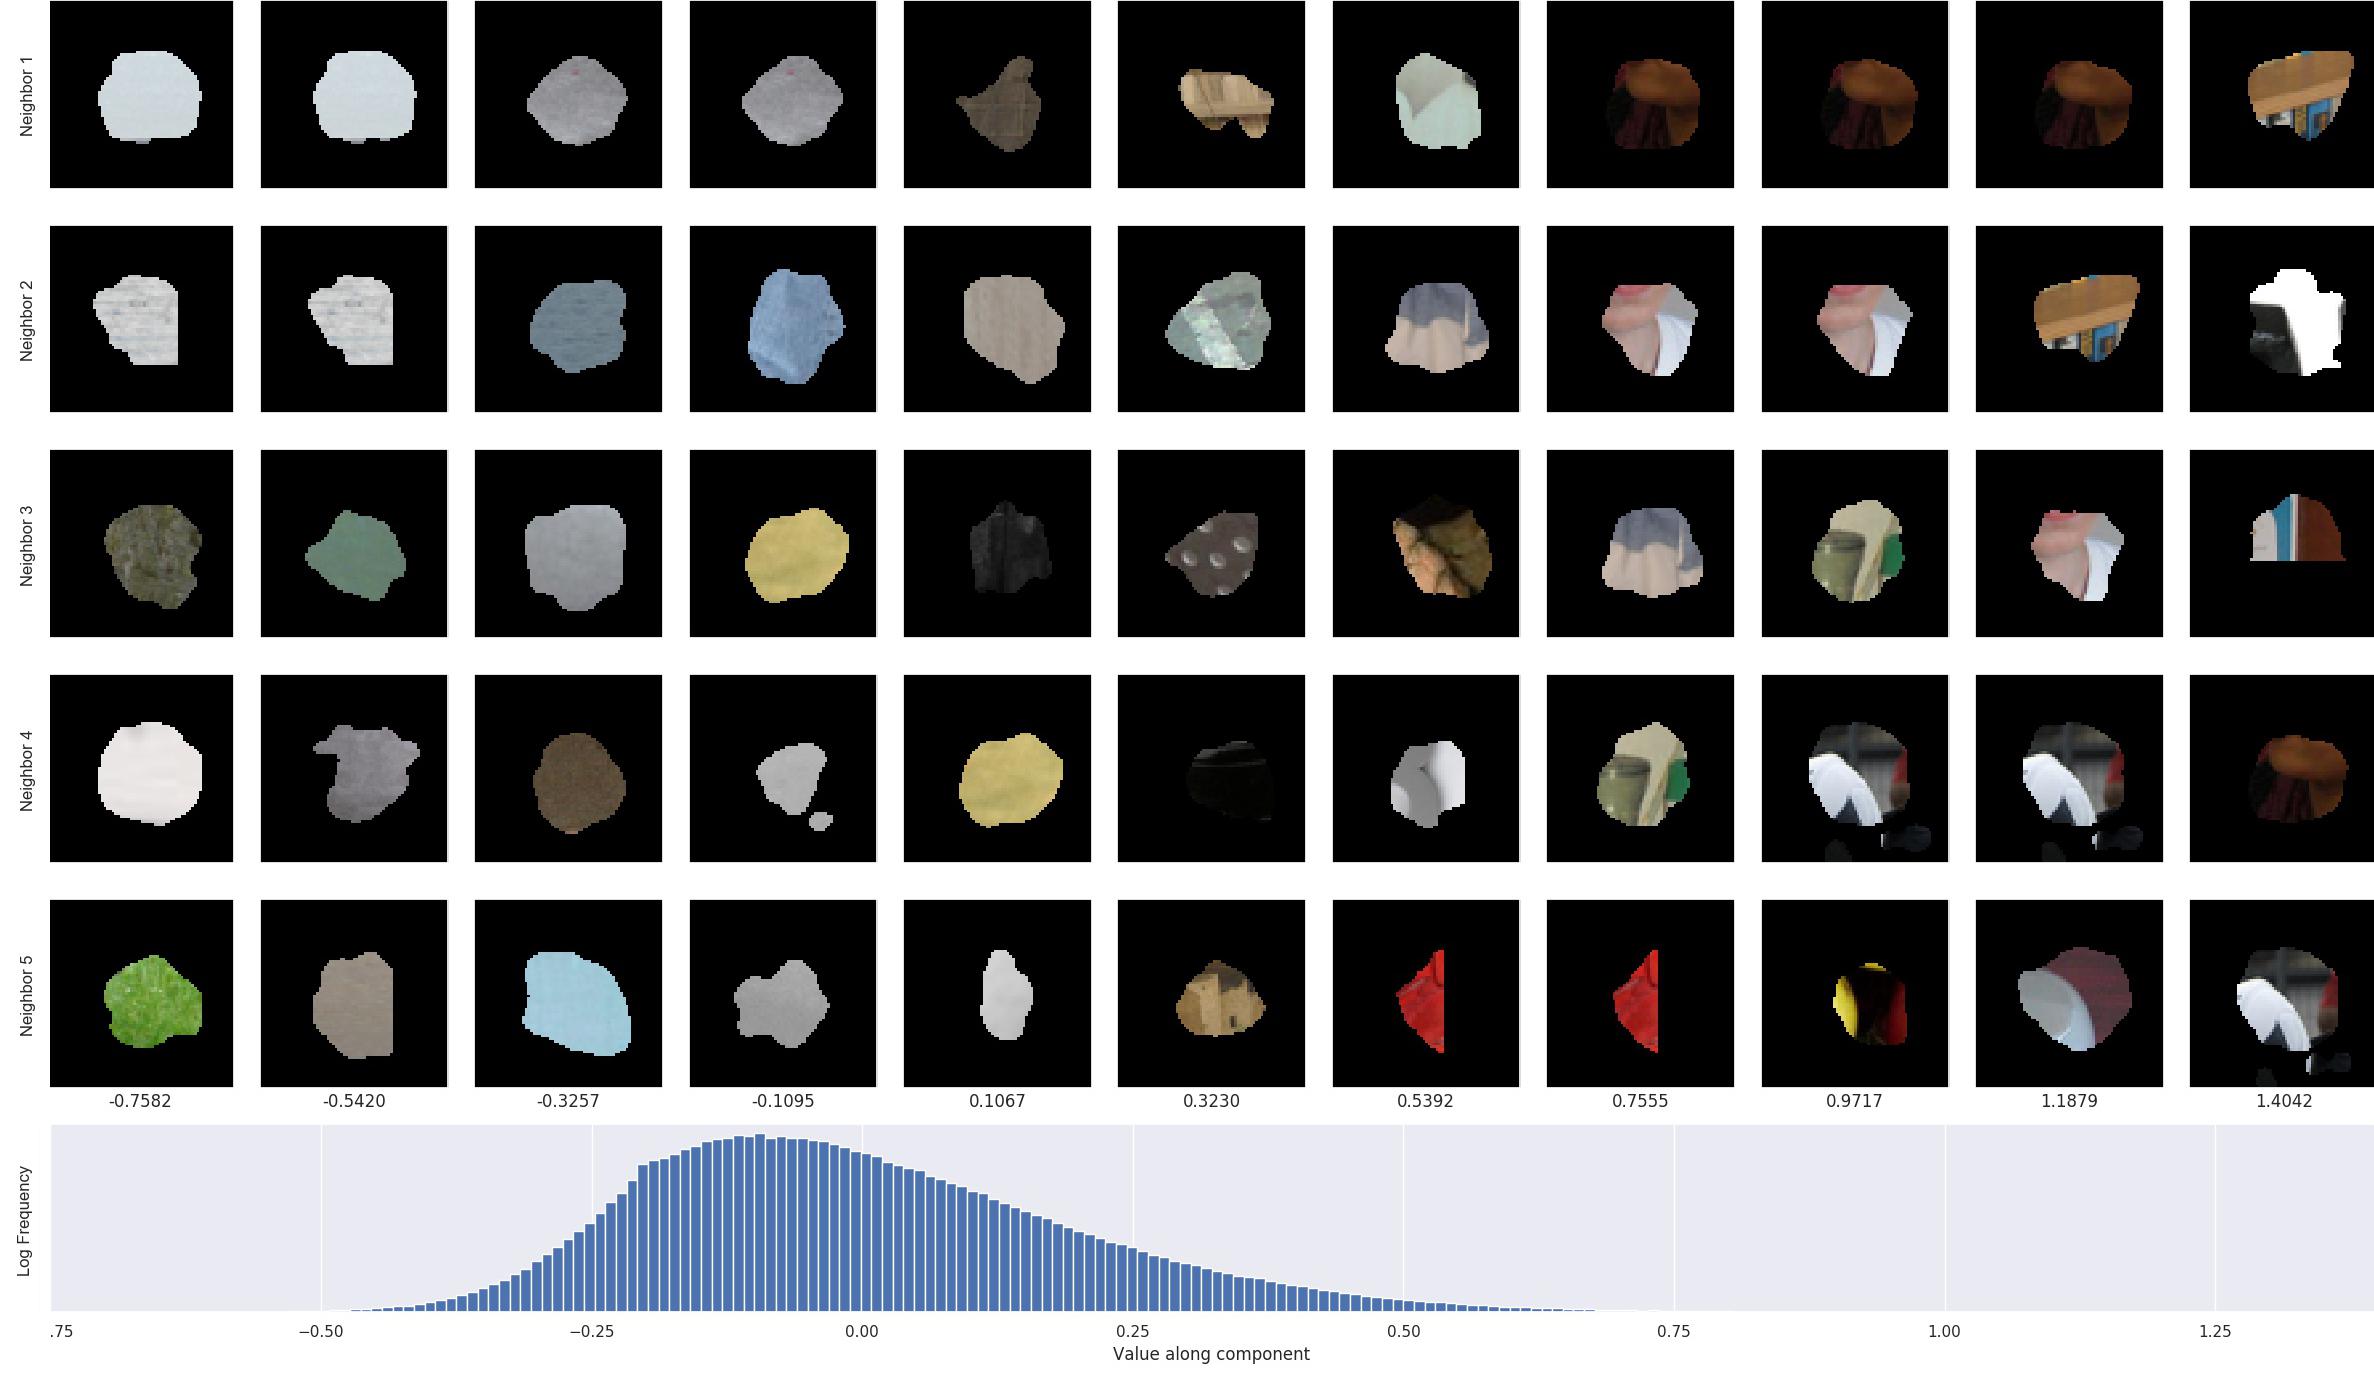 Neighbor 1
Neighbor 2
Neighbor 3
Neighbor 4
Neighbor 5
-0.7582 -0.5420 -0.3257 -0.1095 0.1067 0.3230 0.5392 0.7555 0.9717 1.1879 1.4042
Log Frequency
.75 −0.50 −0.25 0.00 0.25 0.50 0.75 1.00 1.25
Value along component